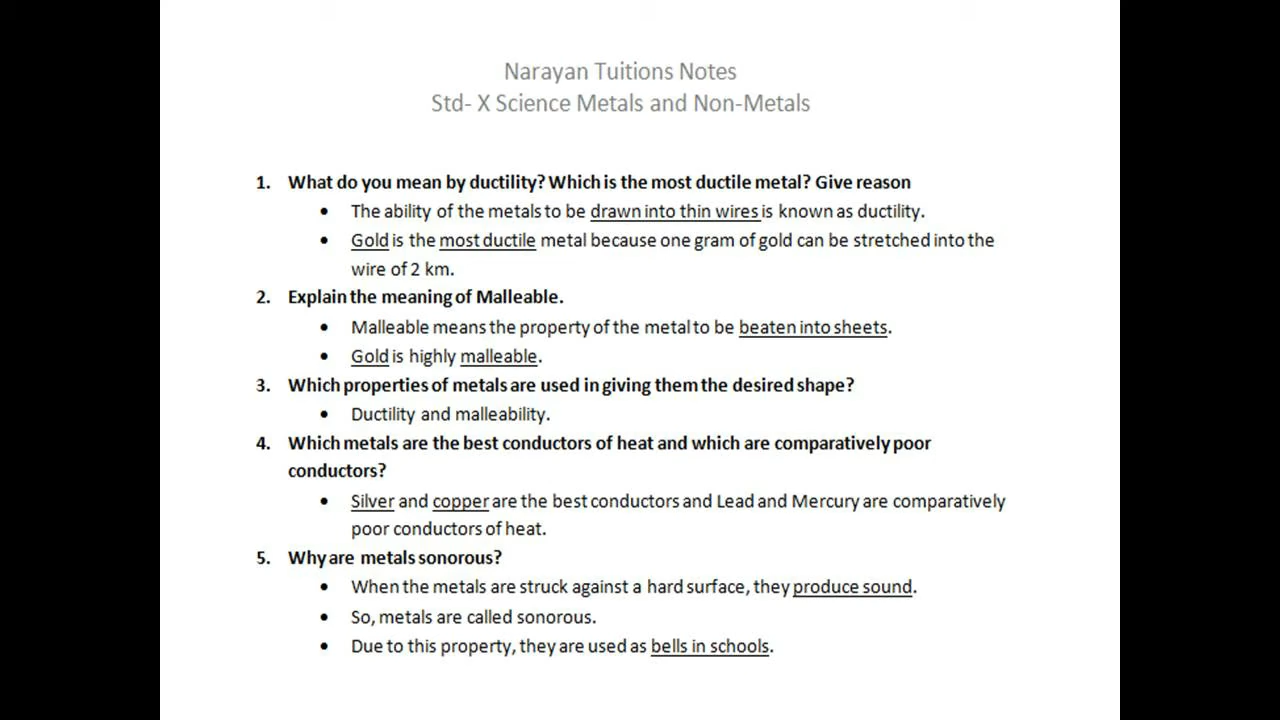 Narayan Tuitions Notes
Std- X Science Metals and Non-Metals
1. What do you mean by ductility? Which is the most ductile metal? Give reason
• The ability of the metals to be drawn into thin wires is known as ductility.
• Gold is the most ductile metal because one gram of gold can be stretched into the
wire of 2 km.
2. Explain the meaning of Malleable.
• Malleable means the property of the metal to be beaten into sheets.
• Gold is highly malleable.
3. Which properties of metals are used in giving them the desired shape?
• Ductility and malleability.
4. Which metals are the best conductors of heat and which are comparatively poor
conductors?
• Silver and copper are the best conductors and Lead and Mercury are comparatively
poor conductors of heat.
5. Why are metals sonorous?
• When the metals are struck against a hard surface, they produce sound.
• So, metals are called sonorous.
• Due to this property, they are used as bells in schools.